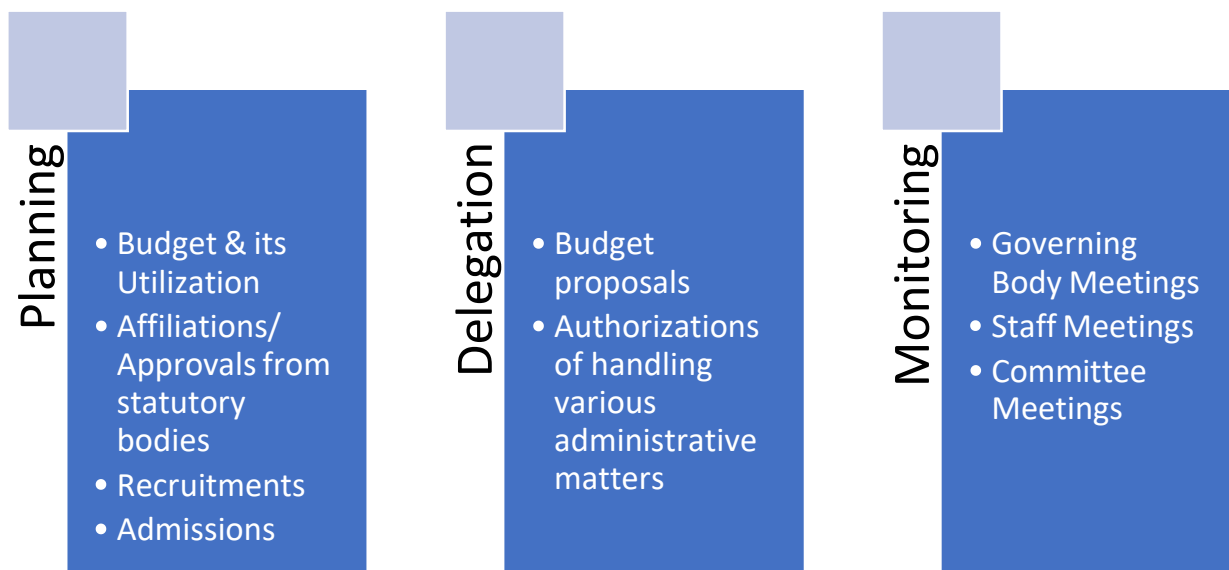 Planning
• Budget & its
Utilization
• Affiliations/
Approvals from
statutory
bodies
• Recruitments
• Admissions
Delegation
• Budget
proposals
• Authorizations
of handling
various
administrative
matters
Monitoring
• Governing
Body Meetings
• Staff Meetings
• Committee
Meetings